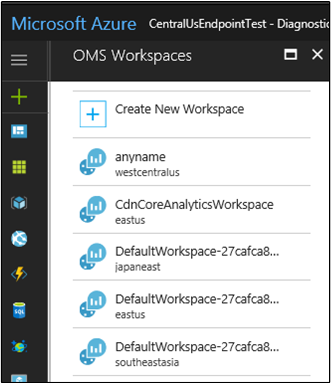 Microsoft Azure CentralUsEndpointTest - Diagnostic
OMS Workspaces
Create New Workspace
anyname
westcentralus
CdnCoreAnalyticsWorkspace
eastus
DefaultWorkspace-27cafca8...
japaneast
DefaultWorkspace-27cafca8...
eastus
DefaultWorkspace-27cafca8...
southeastasia
SQL